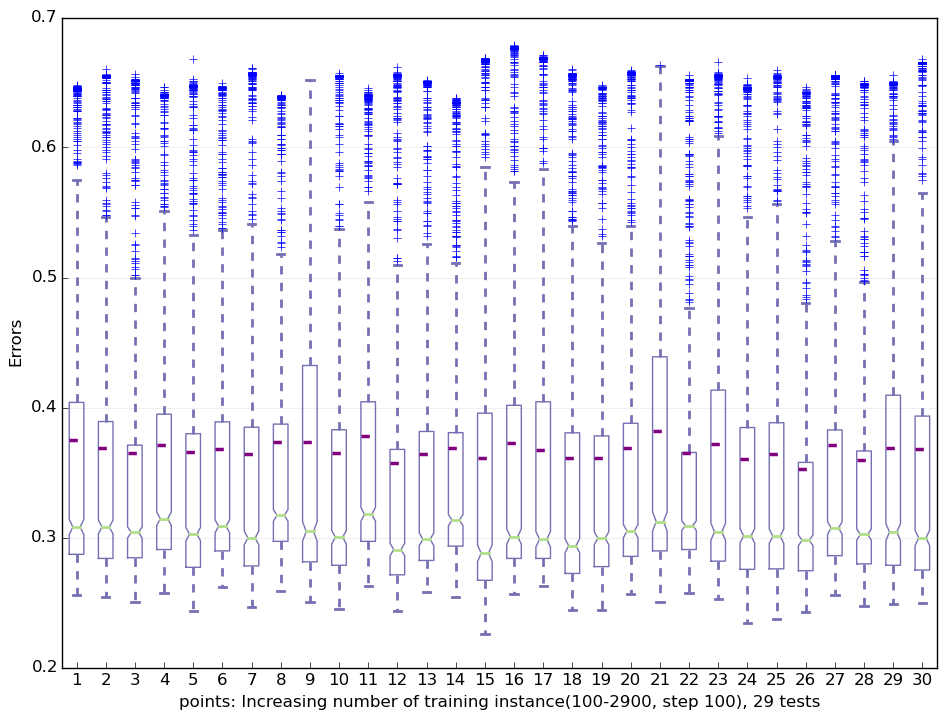 0.7
0.6
0.5
0.4
0.3
0.2
Errors
1 2 3 4 5 6 7 8 9 10 11 12 13 14 15 16 17 18 19 20 21 22 23 24 25 26 27 28 29 30
points: Increasing number of training instance(100-2900, step 100), 29 tests